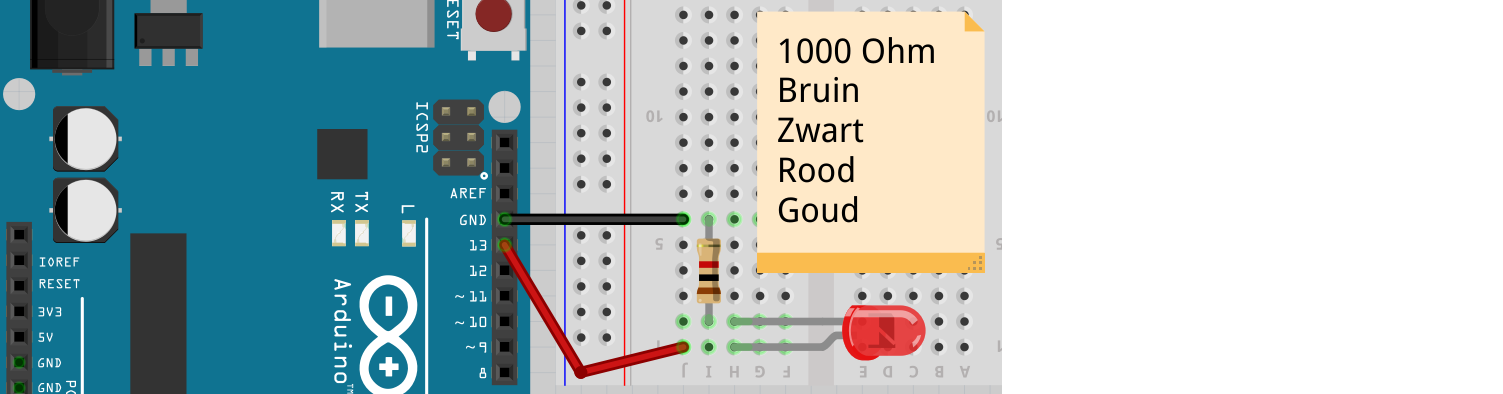 RESET
ICSP2
1000 Ohm
Bruin
Zwart
Rood
Goud
10
10
AREF
GND
13
12
~11
~10
~9
8
RX
TX
L
Arduino™
IOREF
RESET
3V3
5V
GND
GND
PO
5
5
1
1
J I H G F E D C B A